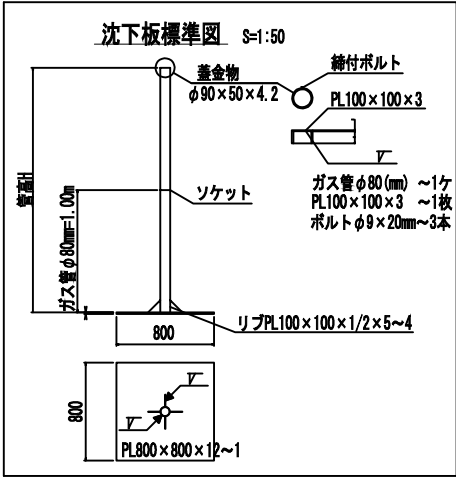 沈下板標準図 S=1:50
蓋金物
φ90×50×4.2
締付ボルト
PL100×100×3
ガス管φ80(mm) ～1ケ
PL100×100×3 ～1枚
ボルトφ9×20mm～3本
管高H
ガス管φ80mm=1.00m
ソケット
リブPL100×100×1/2×5～4
800
800
PL800×800×12～1